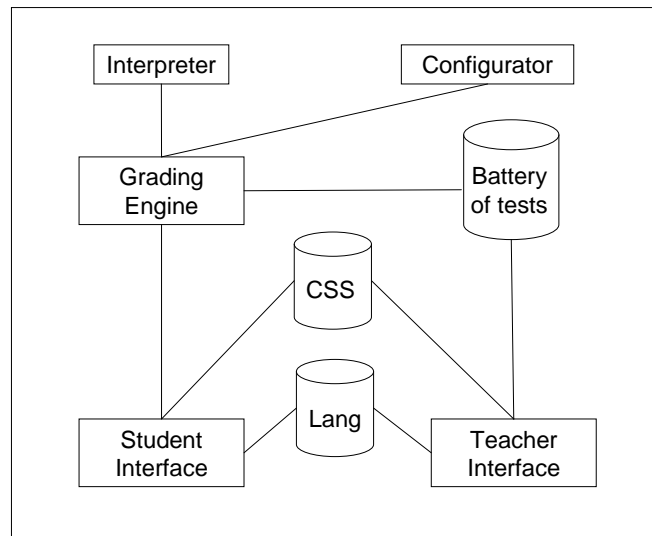 Interpreter
Configurator
Grading
Engine
Battery
of tests
CSS
Lang
Student
Interface
Teacher
Interface